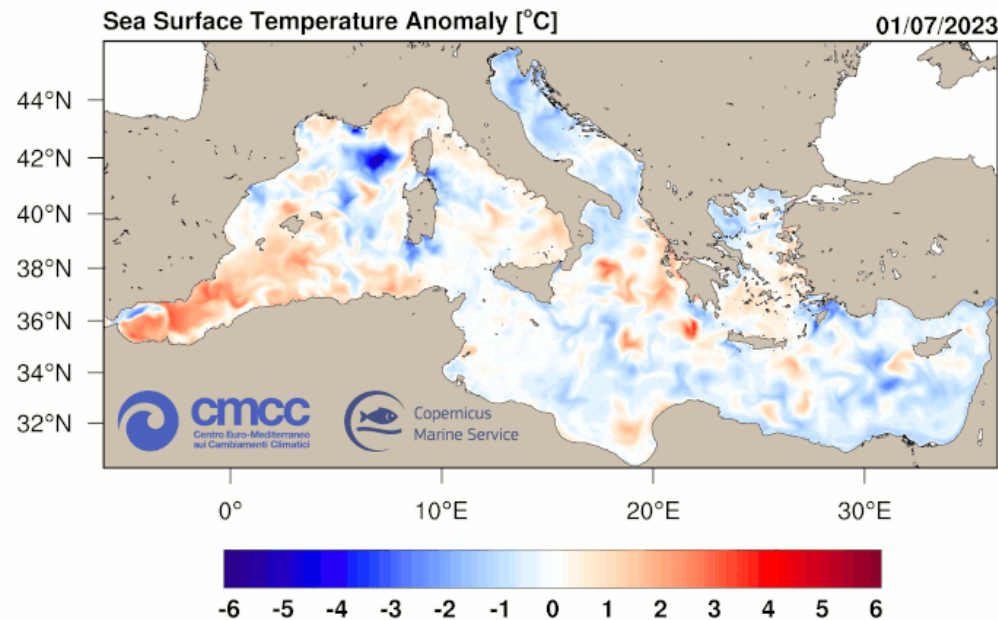 Sea Surface Temperature Anomaly [°C]
01/07/2023
44°N
42°N
40°N
38°N
36°N
34°N
32°N
cmcc
Centro Euro-Mediterraneo
sui Cambiamenti Climatici
Copernicus
Marine Service
0°
10°E
20°E
30°E
-6 -5 -4 -3 -2 -1 0 1 2 3 4 5 6